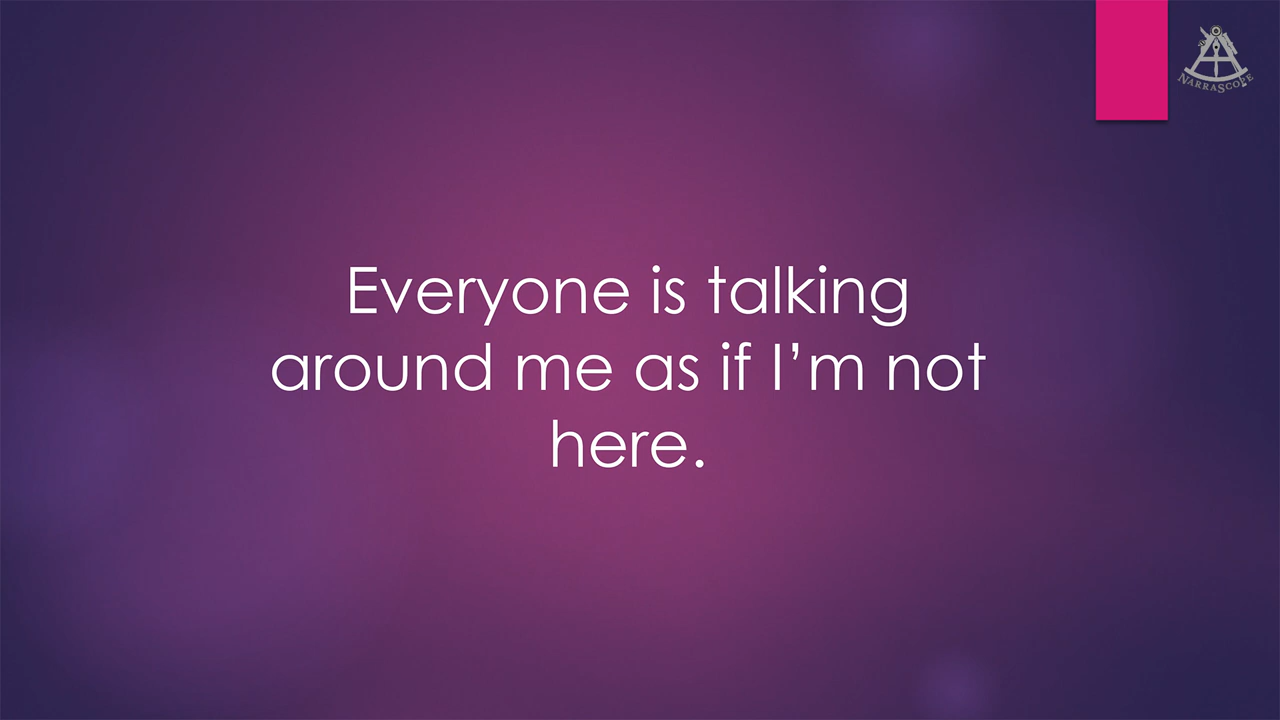 NARRASCOPE
Everyone is talking
around me as if I’m not
here.